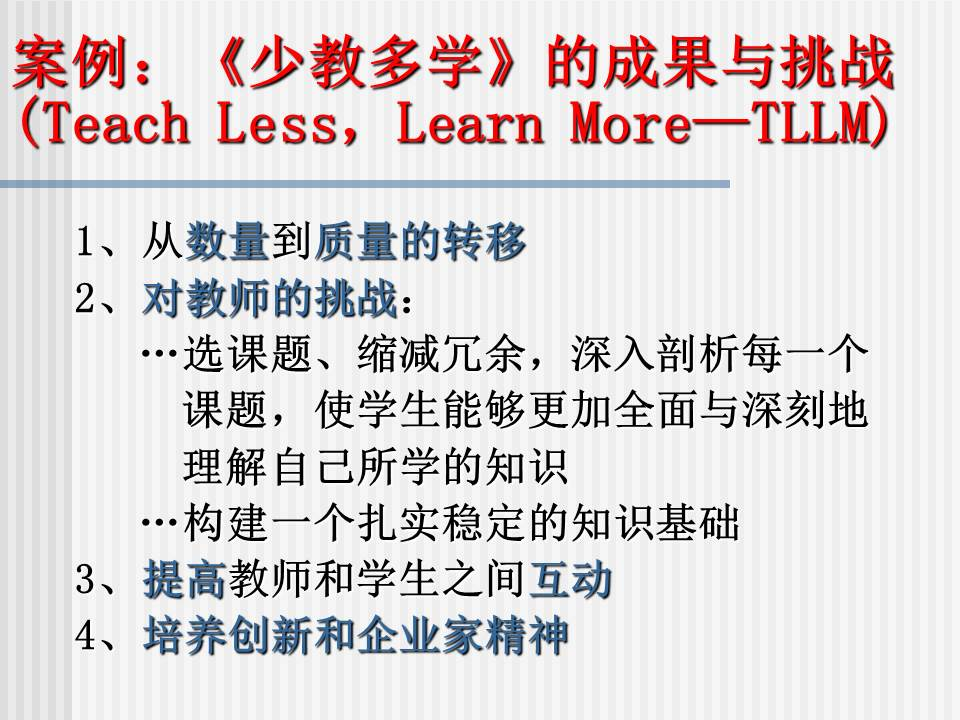 案例：《少教多学》的成果与挑战
(Teach Less，Learn More—TLLM)
1、从数量到质量的转移
2、对教师的挑战：
…选课题、缩减冗余，深入剖析每一个
课题，使学生能够更加全面与深刻地
理解自己所学的知识
…构建一个扎实稳定的知识基础
3、提高教师和学生之间互动
4、培养创新和企业家精神